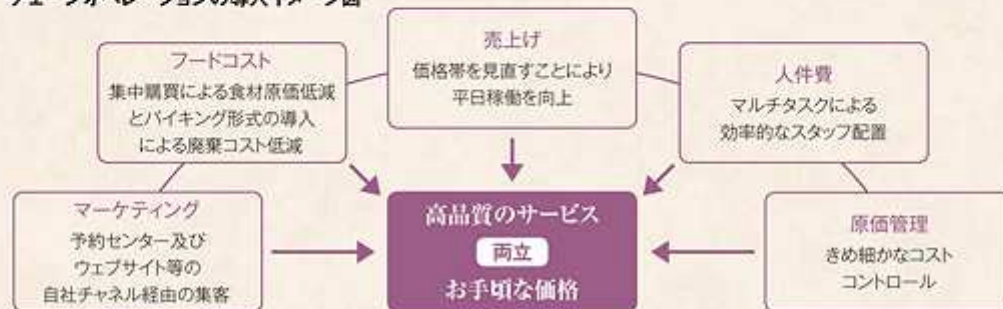 チェーンオペレーションの導入イメージ図
売上げ
価格帯を見直すことにより
平日稼働を向上
フードコスト
集中購買による食材原価低減
とバイキング形式の導入
による廃棄コスト低減
人件費
マルチタスクによる
効率的なスタッフ配置
マーケティング
予約センター及び
ウェブサイト等の
自社チャネル経由の集客
高品質のサービス
両立
お手頃な価格
原価管理
きめ細かなコスト
コントロール